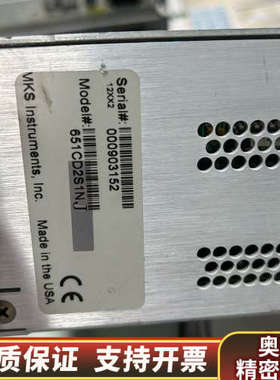 MKS Instruments, Inc.
Made in the USA
Model#:
651CD2S1NJ
Serial#:
12XX2
000903152
CE
奥
精密
质保证 支持开票